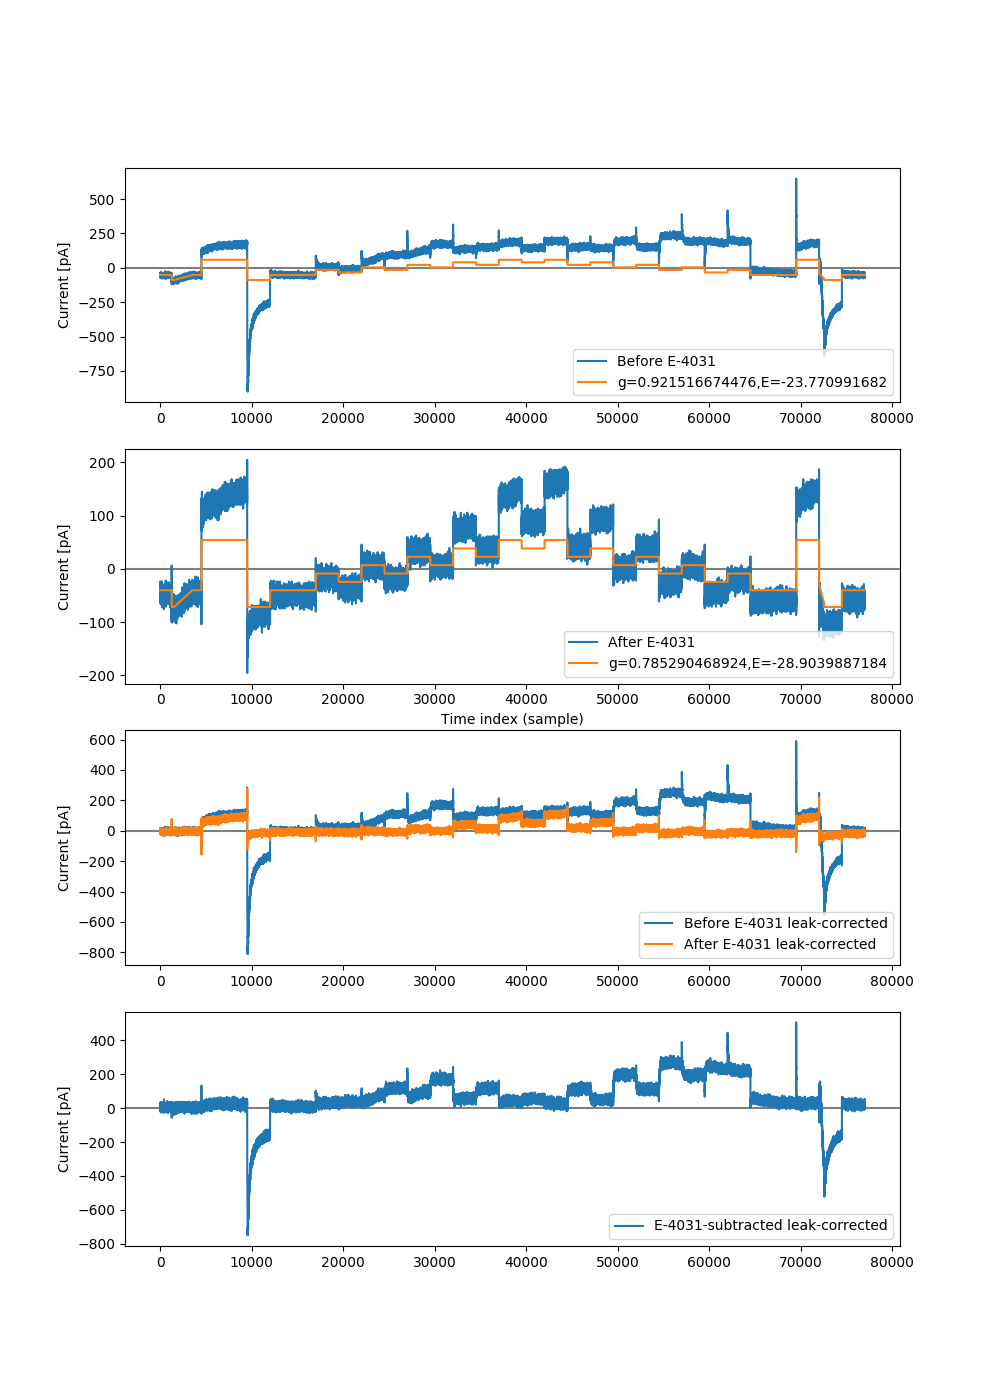 500
250
0
−250
−500
−750
Current [pA]
Before E-4031
g=0.921516674476,E=-23.770991682
0 10000 20000 30000 40000 50000 60000 70000 80000
200
100
0
−100
−200
Current [pA]
After E-4031
g=0.785290468924,E=-28.9039887184
0 10000 20000 30000 40000 50000 60000 70000 80000
Time index (sample)
600
400
200
0
−200
−400
−600
−800
Current [pA]
Before E-4031 leak-corrected
After E-4031 leak-corrected
0 10000 20000 30000 40000 50000 60000 70000 80000
400
200
0
−200
−400
−600
−800
Current [pA]
E-4031-subtracted leak-corrected
0 10000 20000 30000 40000 50000 60000 70000 80000